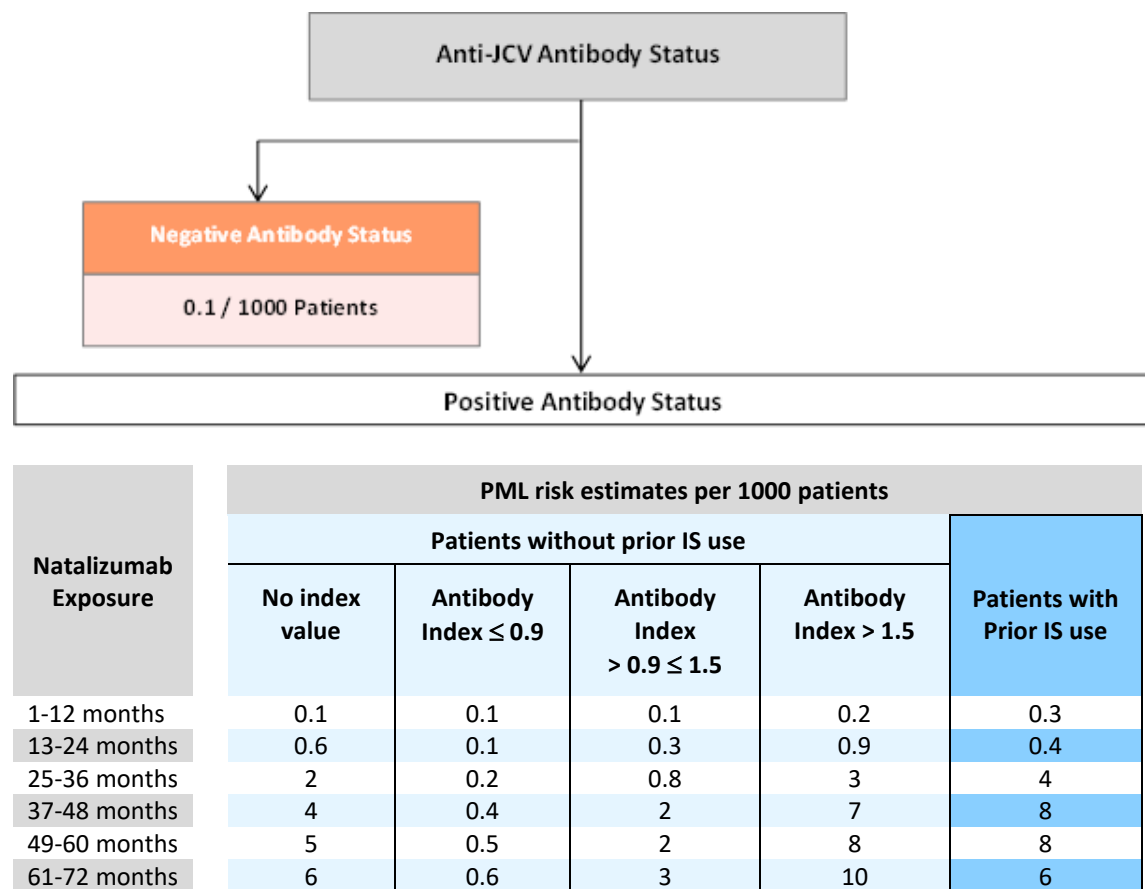 Anti-JCV Antibody Status
Negative Antibody Status
0.1 / 1000 Patients
Positive Antibody Status
Natalizumab
Exposure
PML risk estimates per 1000 patients
Patients without prior IS use
Patients with
Prior IS use
No index
value
Antibody
Index ≤ 0.9
Antibody
Index
> 0.9 ≤ 1.5
Antibody
Index > 1.5
1-12 months 0.1 0.1 0.1 0.2 0.3
13-24 months 0.6 0.1 0.3 0.9 0.4
25-36 months 2 0.2 0.8 3 4
37-48 months 4 0.4 2 7 8
49-60 months 5 0.5 2 8 8
61-72 months 6 0.6 3 10 6